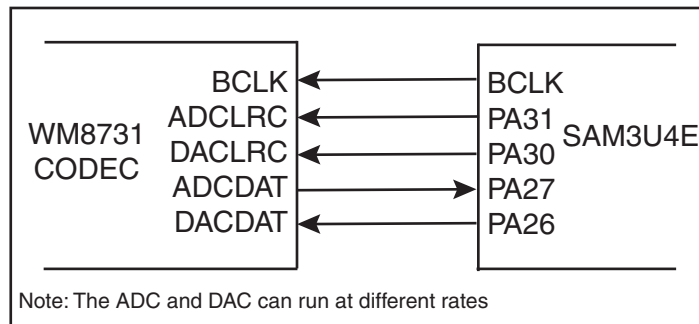 BCLK BCLK
ADCLRC PA31
WM8731 DACLRC PA30 SAM3U4E
CODEC ADCDAT PA27
DACDAT PA26
Note: The ADC and DAC can run at different rates